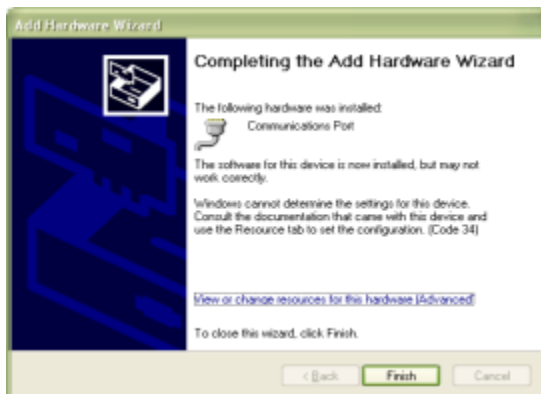 Add Hardware Wizard
Completing the Add Hardware Wizard
The following hardware was installed:
Communications Port
The software for this device is now installed, but may not
work correctly.
Windows cannot determine the settings for this device.
Consult the documentation that came with this device and
use the Resource tab to set the configuration. (Code 34)
View or change resources for this hardware (Advanced)
To close this wizard, click Finish.
< Back
Finish
Cancel